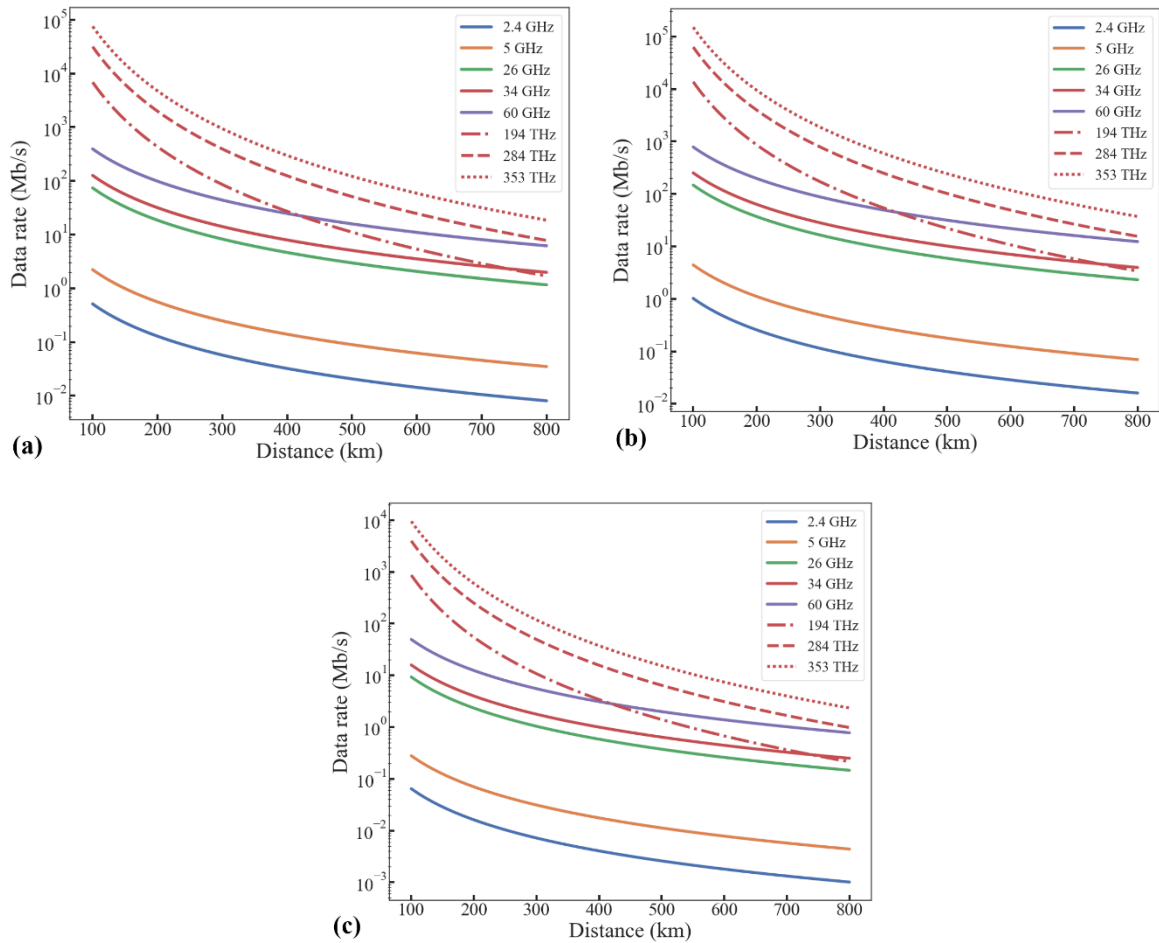 10^5
10^4
10^3
10^2
10^1
10^0
10^-1
10^-2
Data rate (Mb/s)
2.4 GHz
5 GHz
26 GHz
34 GHz
60 GHz
194 THz
284 THz
353 THz
100 200 300 400 500 600 700 800
Distance (km)
(a)
10^5
10^4
10^3
10^2
10^1
10^0
10^-1
10^-2
Data rate (Mb/s)
2.4 GHz
5 GHz
26 GHz
34 GHz
60 GHz
194 THz
284 THz
353 THz
100 200 300 400 500 600 700 800
Distance (km)
(b)
10^4
10^3
10^2
10^1
10^0
10^-1
10^-2
10^-3
Data rate (Mb/s)
2.4 GHz
5 GHz
26 GHz
34 GHz
60 GHz
194 THz
284 THz
353 THz
100 200 300 400 500 600 700 800
Distance (km)
(c)